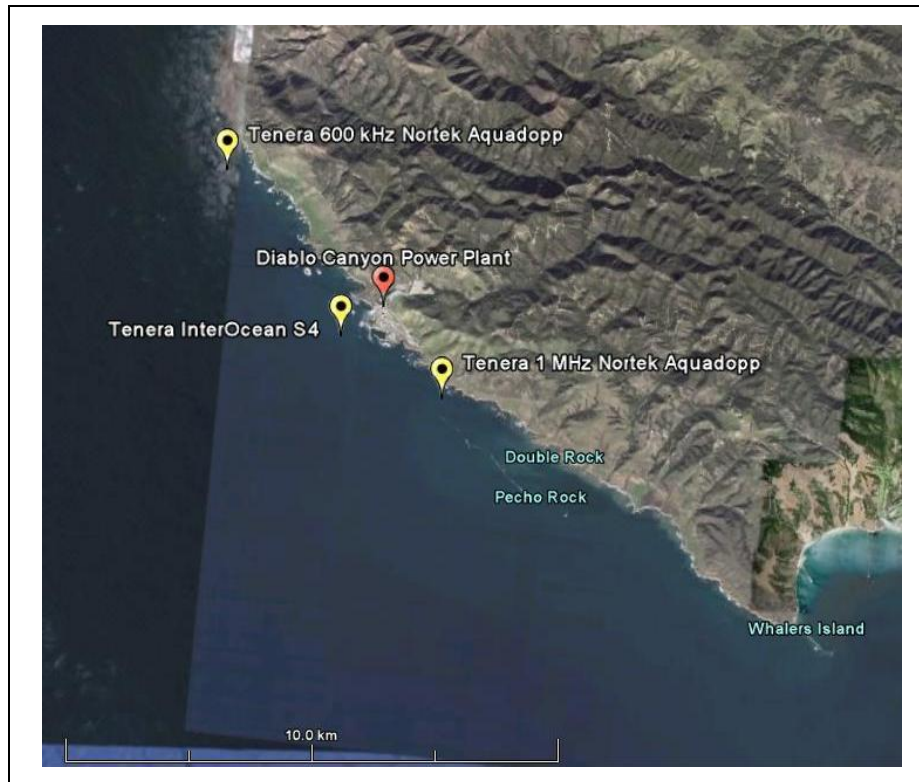 Tenera 600 kHz Nortek Aquadopp
Diablo Canyon Power Plant
Tenera InterOcean S4
Tenera 1 MHz Nortek Aquadopp
Double Rock
Pecho Rock
Whalers Island
10.0 km